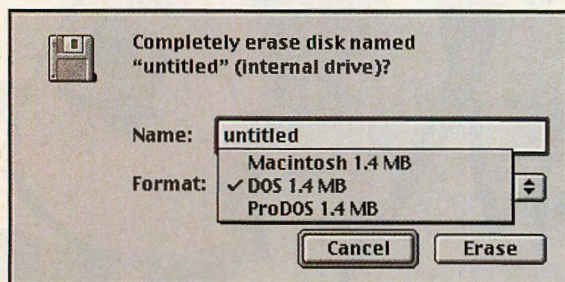 Completely erase disk named
“untitled” (internal drive)?
Name: untitled
Macintosh 1.4 MB
Format: ✓ DOS 1.4 MB
ProDOS 1.4 MB
Cancel Erase